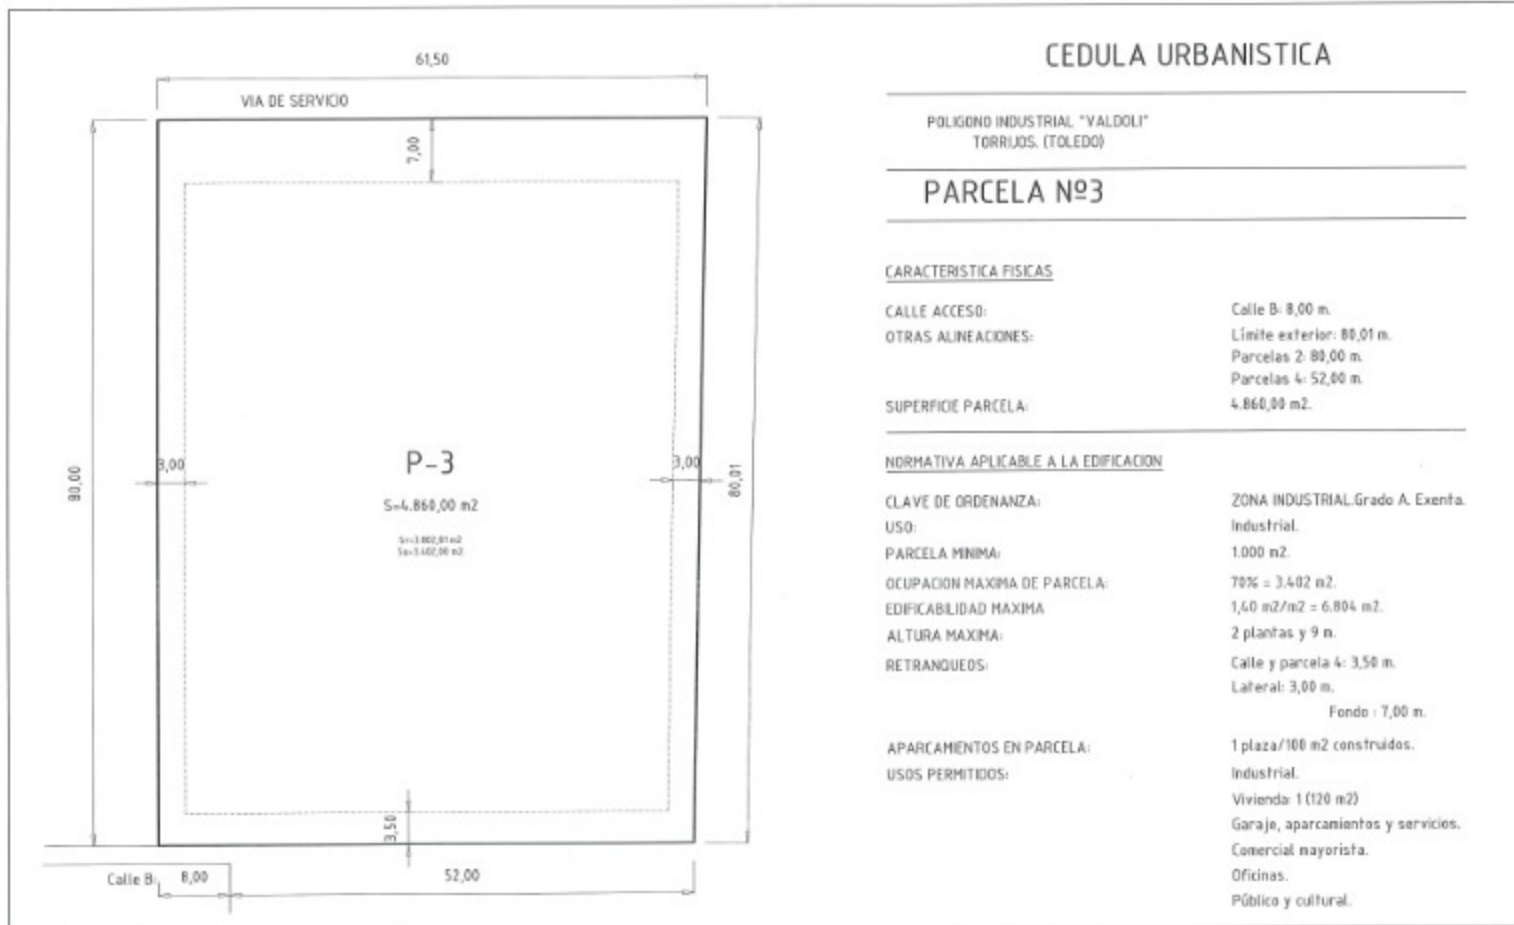 61,50
VIA DE SERVICIO
7,00
80,00
3,00
P-3
3,00
80,01
S=4.860,00 m2
So=3.402,00 m2
3,50
Calle B:
8,00
52,00
CEDULA URBANISTICA
POLIGONO INDUSTRIAL "VALDOLI"
TORRIJOS. (TOLEDO)
PARCELA Nº3
CARACTERISTICA FISICAS
CALLE ACCESO: Calle B: 8,00 m.
OTRAS ALINEACIONES: Límite exterior: 80,01 m.
Parcelas 2: 80,00 m.
Parcelas 4: 52,00 m.
SUPERFICIE PARCELA: 4.860,00 m2.
NORMATIVA APLICABLE A LA EDIFICACION
CLAVE DE ORDENANZA: ZONA INDUSTRIAL.Grado A. Exenta.
USO: Industrial.
PARCELA MINIMA: 1.000 m2.
OCUPACION MAXIMA DE PARCELA: 70% = 3.402 m2.
EDIFICABILIDAD MAXIMA 1,40 m2/m2 = 6.804 m2.
ALTURA MAXIMA: 2 plantas y 9 m.
RETRANQUEOS: Calle y parcela 4: 3,50 m.
Lateral: 3,00 m.
Fondo : 7,00 m.
APARCAMIENTOS EN PARCELA: 1 plaza/100 m2 construidos.
USOS PERMITIDOS: Industrial.
Vivienda: 1 (120 m2)
Garaje, aparcamientos y servicios.
Comercial mayorista.
Oficinas.
Público y cultural.